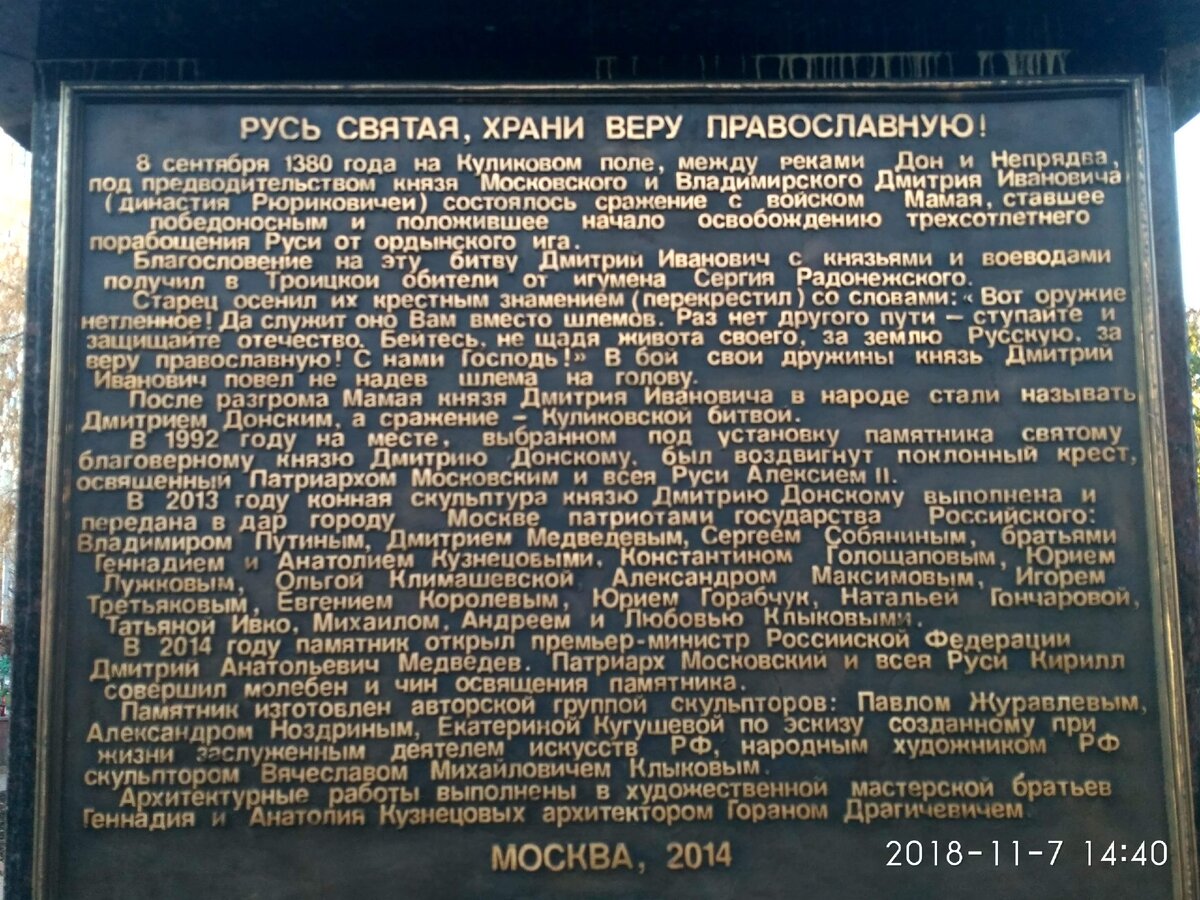 РУСЬ СВЯТАЯ, ХРАНИ ВЕРУ ПРАВОСЛАВНУЮ!
8 сентября 1380 года на Куликовом поле, между реками Дон и Непрядва,
под предводительством князя Московского и Владимирского Дмитрия Ивановича
(династия Рюриковичеи) состоялось сражение с войском Мамая, ставшее
победоносным и положившее начало освобождению трехсотлетнего
порабощения Руси от ордынского ига.
Благословение на эту битву Дмитрий Иванович с князьями и воеводами
получил в Троицкой обители от игумена Сергия Радонежского.
Старец осенил их крестным знамением (перекрестил) со словами: « Вот оружие
нетленное! Да служит оно Вам вместо шлемов. Раз нет другого пути – ступайте и
защищайте отечество. Бейтесь, не щадя живота своего, за землю Русскую, за
веру православную! С нами Господь!» В бой свои дружины князь Дмитрий
Иванович повел не надев шлема на голову.
После разгрома Мамая князя Дмитрия Ивановича в народе стали называть
Дмитрием Донским, а сражение – Куликовской битвои.
В 1992 году на месте, выбранном под установку памятника святому
благоверному князю Дмитрию Донскому, был воздвигнут поклонный крест,
освященный Патриархом Московским и всея Руси Алексием II.
В 2013 году конная скульптура князю Дмитрию Донскому выполнена и
передана в дар городу Москве патриотами государства Российского:
Владимиром Путиным, Дмитрием Медведевым, Сергеем Собяниным, братьями
Геннадием и Анатолием Кузнецовыми, Константином Голощаповым, Юрием
Лужковым, Ольгой Климашевской, Александром Максимовым, Игорем
Третьяковым, Евгением Королевым, Юрием Горабчук, Натальей Гончаровой,
Татьяной Ивко, Михаилом, Андреем и Любовью Клыковыми.
В 2014 году памятник открыл премьер-министр Россиискои Федерации
Дмитрий Анатольевич Медведев. Патриарх Московский и всея Руси Кирилл
совершил молебен и чин освящения памятника.
Памятник изготовлен авторской группой скульпторов: Павлом Журавлевым,
Александром Ноздриным, Екатериной Кугушевой по эскизу созданному при
жизни заслуженным деятелем искусств РФ, народным художником РФ
скульптором Вячеславом Михайловичем Клыковым.
Архитектурные работы выполнены в художественной мастерской братьев
Геннадия и Анатолия Кузнецовых архитектором Гораном Драгичевичем
МОСКВА, 2014
2018-11-7 14:40